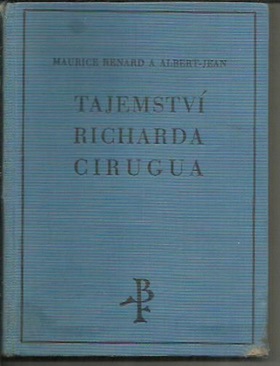 MAURICE RENARD A ALBERT-JEAN
TAJEMSTVÍ
RICHARDA
CIRUGUA